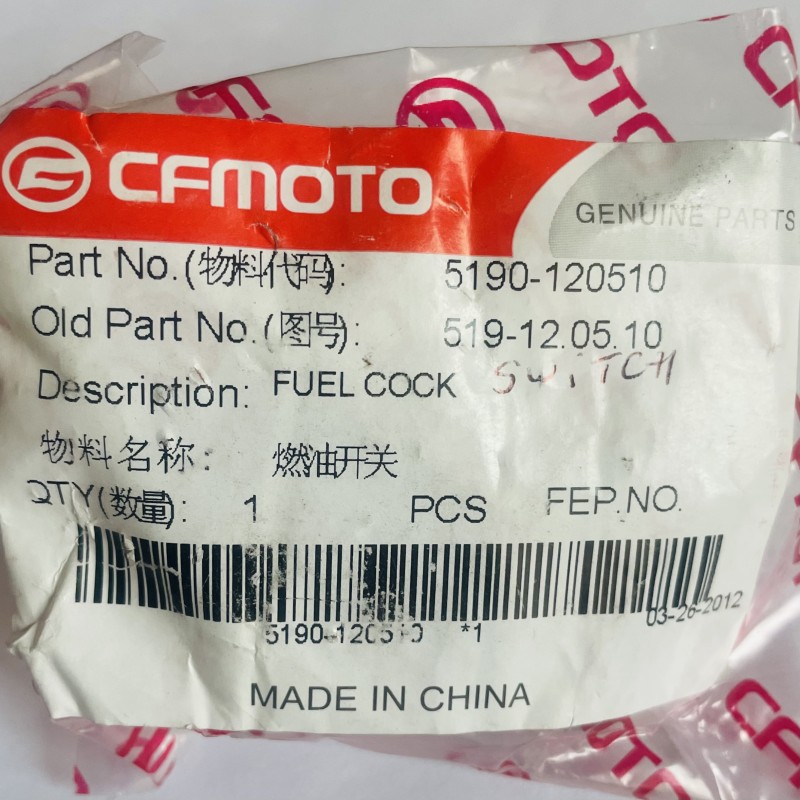 CFMOTO
GENUINE PARTS
Part No.(物料代码): 5190-120510
Old Part No.(图号): 519-12.05.10
Description: FUEL COCK SWiTCH
物料名称: 燃油开关
QTY(数量): 1 PCS FEP.NO.
5190-120510 *1
03-26-2012
MADE IN CHINA